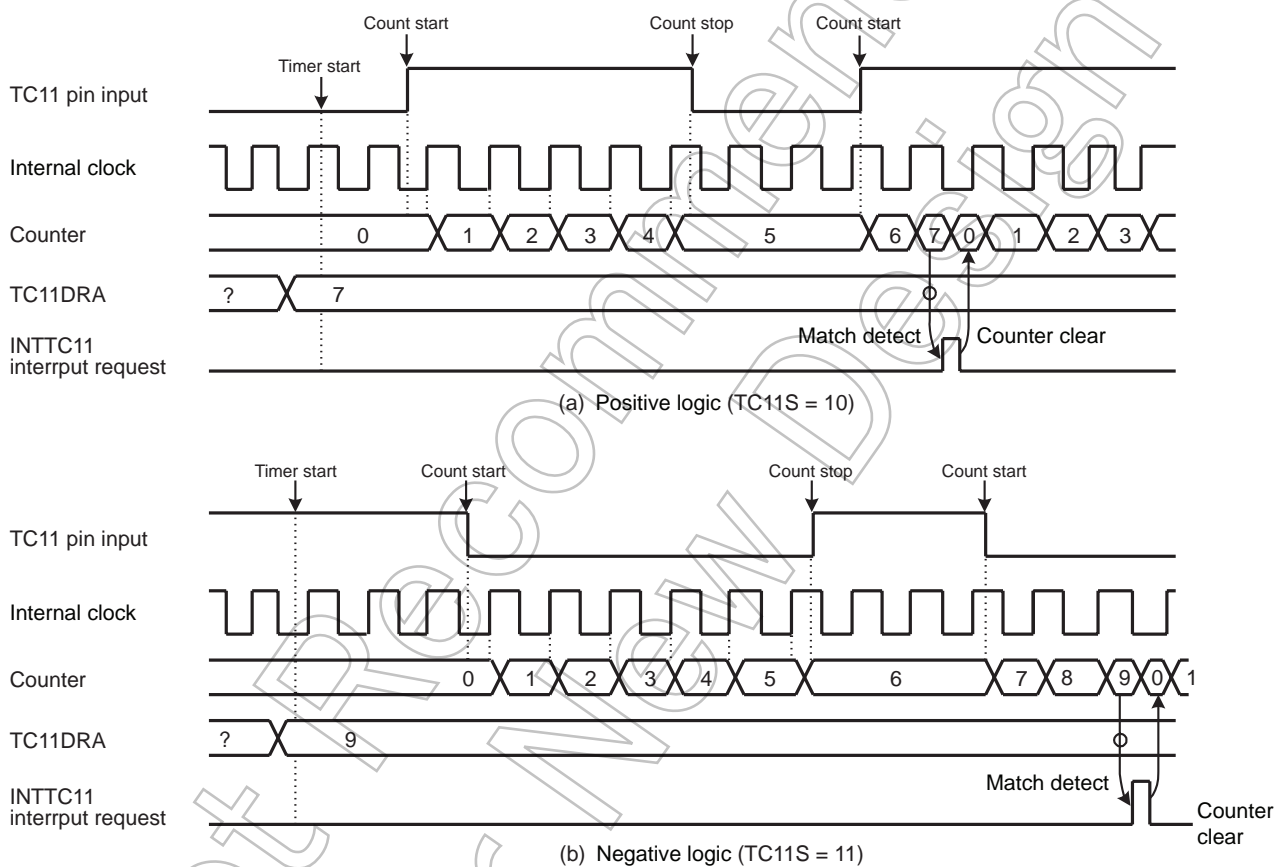 Count start Count stop Count start
Timer start
TC11 pin input
Internal clock
Counter 0 1 2 3 4 5 6 7 0 1 2 3
TC11DRA ? 7
INTTC11
interrput request
Match detect Counter clear
(a) Positive logic (TC11S = 10)
Timer start Count start Count stop Count start
TC11 pin input
Internal clock
Counter 0 1 2 3 4 5 6 7 8 9 0 1
TC11DRA ? 9
INTTC11
interrput request
Match detect
Counter
clear
(b) Negative logic (TC11S = 11)
New Design